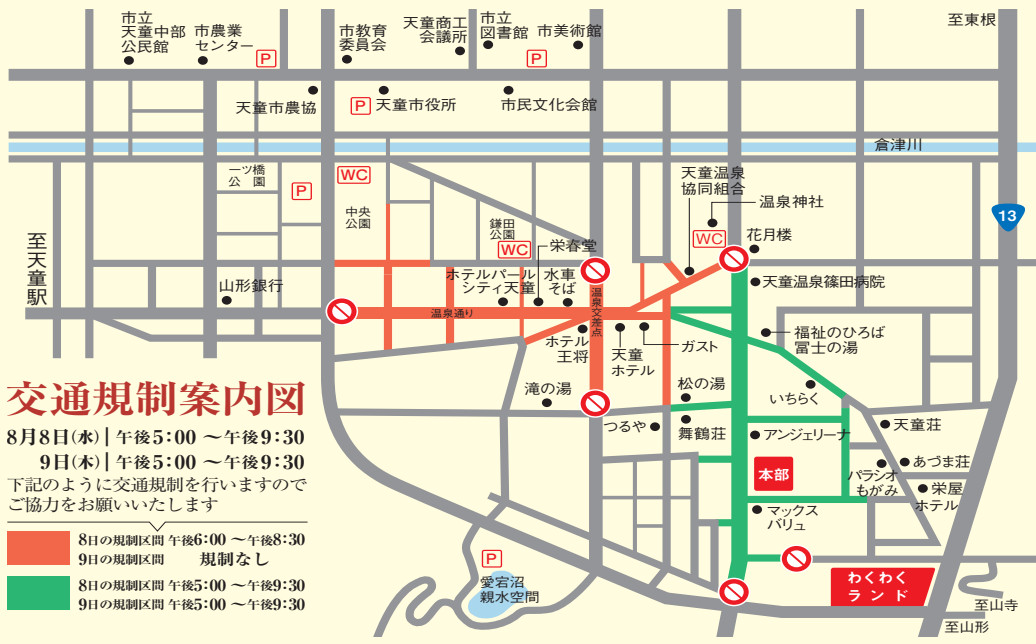 市立
天童中部
公民館
市農業
センター
P
市教育
委員会
天童商工
会議所
市立
図書館
市美術館
P
至東根
天童市農協
P
天童市役所
市民文化会館
倉津川
一ツ橋
公園
P
WC
中央
公園
鎌田
公園
WC
栄春堂
天童温泉
協同組合
温泉神社
WC
花月楼
13
至天童駅
山形銀行
ホテルパール
シティ天童
水車
そば
温泉通り
温泉交差点
天童温泉篠田病院
ホテル
王将
天童
ホテル
ガスト
福祉のひろば
冨士の湯
滝の湯
松の湯
いちらく
つるや
舞鶴荘
アンジェリーナ
天童荘
本部
パラシオ
もがみ
あづま荘
栄屋
ホテル
マックス
バリュ
交通規制案内図
8月8日(水)|午後5:00 〜午後9:30
9日(木)|午後5:00 〜午後9:30
下記のように交通規制を行いますので
ご協力をお願いいたします
8日の規制区間 午後6:00 〜午後8:30
9日の規制区間 規制なし
8日の規制区間 午後5:00 〜午後9:30
9日の規制区間 午後5:00 〜午後9:30
P
愛宕沼
親水空間
わくわく
ランド
至山寺
至山形